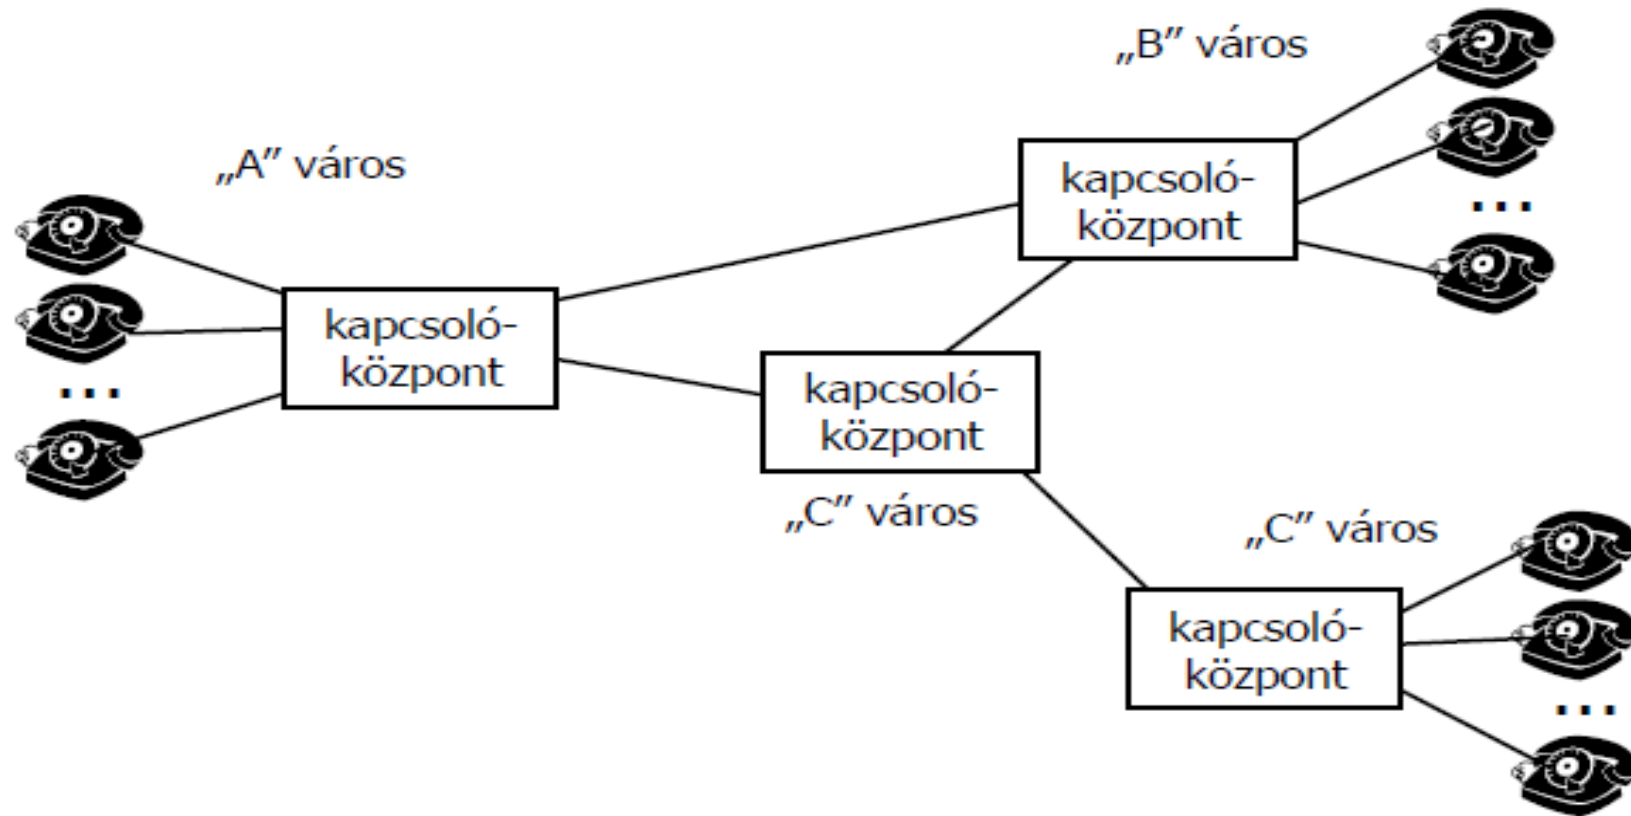 „B” város
„A” város
kapcsoló-
központ
kapcsoló-
központ
kapcsoló-
központ
„C” város
„C” város
kapcsoló-
központ